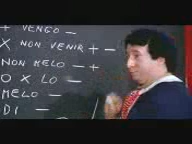 + VENGO —
X NON VENIR + —
NON MELO + —
O X LO —
MELO —
DI —